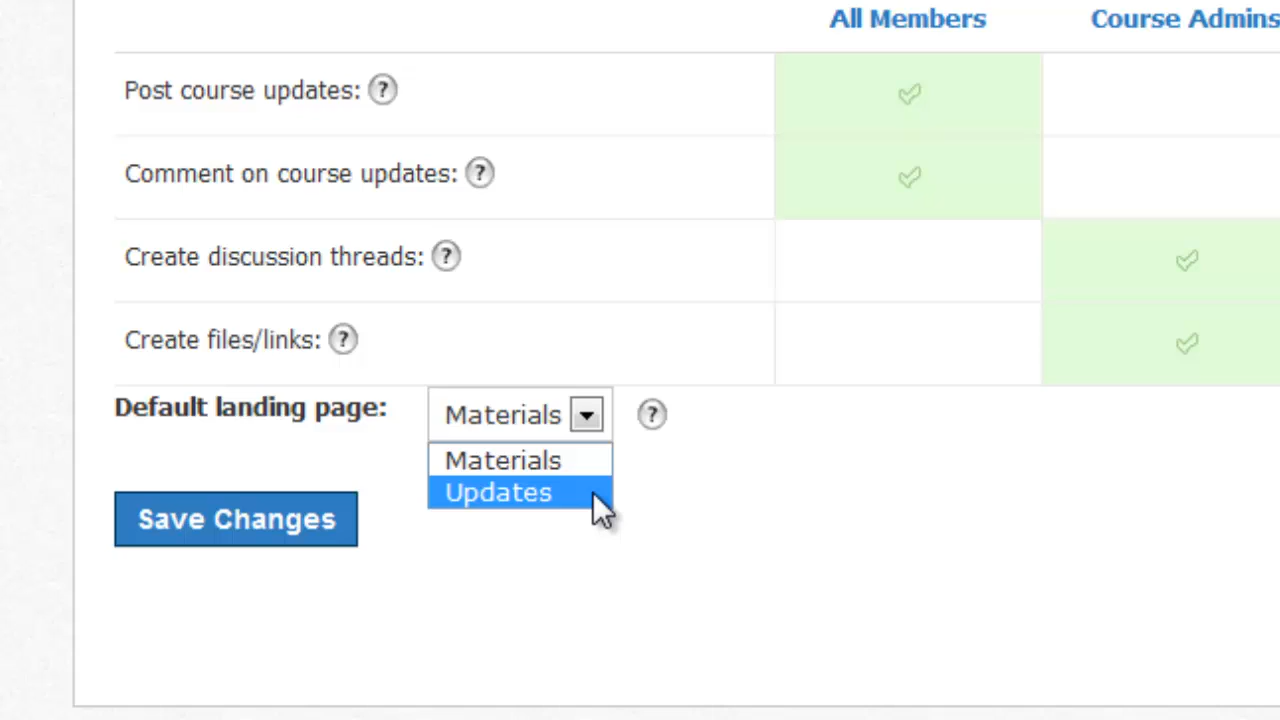 All Members Course Admins
Post course updates: ?
Comment on course updates: ?
Create discussion threads: ?
Create files/links: ?
Default landing page: Materials ?
Materials
Updates
Save Changes